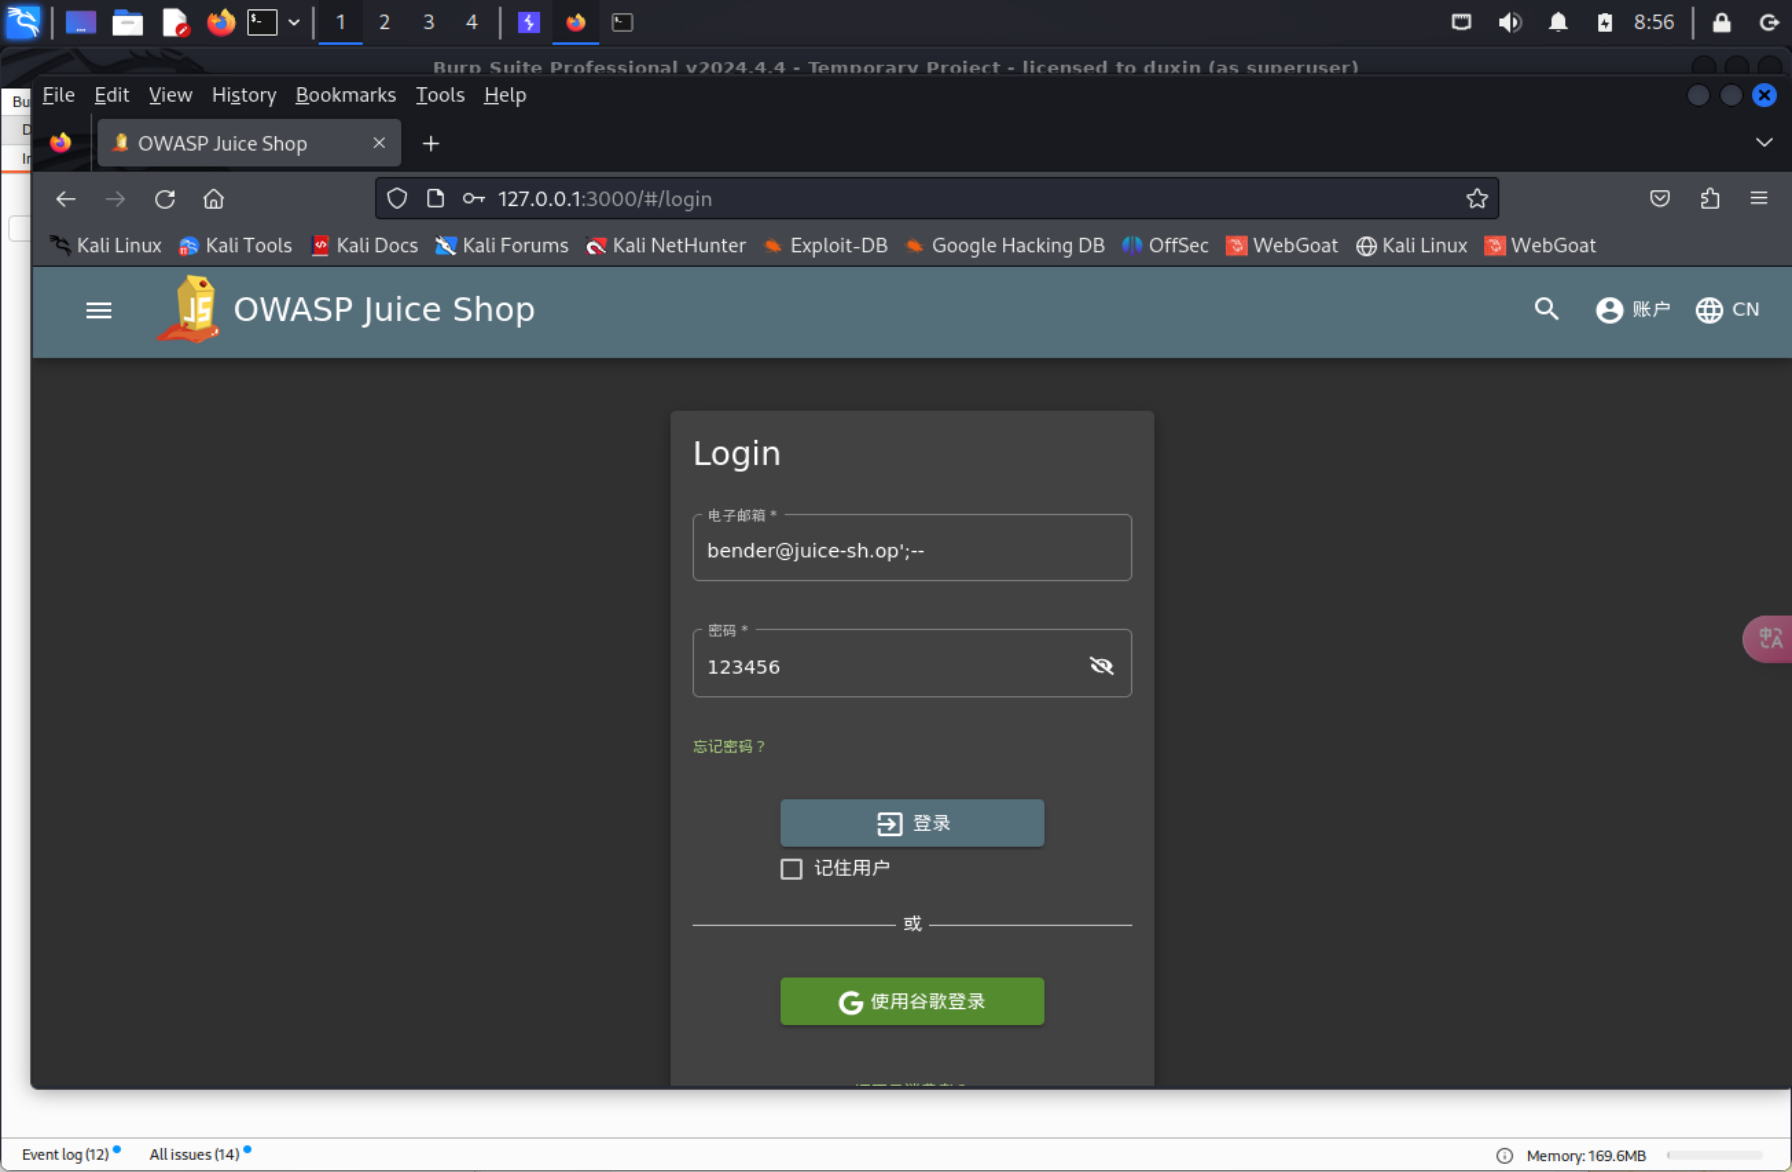 1 2 3 4 8:56
Burp Suite Professional v2024.4.4 - Temporary Project - licensed to duxin (as superuser)
Bu
File Edit View History Bookmarks Tools Help
D
OWASP Juice Shop
In
127.0.0.1:3000/#/login
Kali Linux Kali Tools Kali Docs Kali Forums Kali NetHunter Exploit-DB Google Hacking DB OffSec WebGoat Kali Linux WebGoat
OWASP Juice Shop 账户 CN
Login
电子邮箱 *
bender@juice-sh.op';--
密码 *
123456
忘记密码？
登录
记住用户
或
使用谷歌登录
Event log (12) All issues (14) Memory: 169.6MB